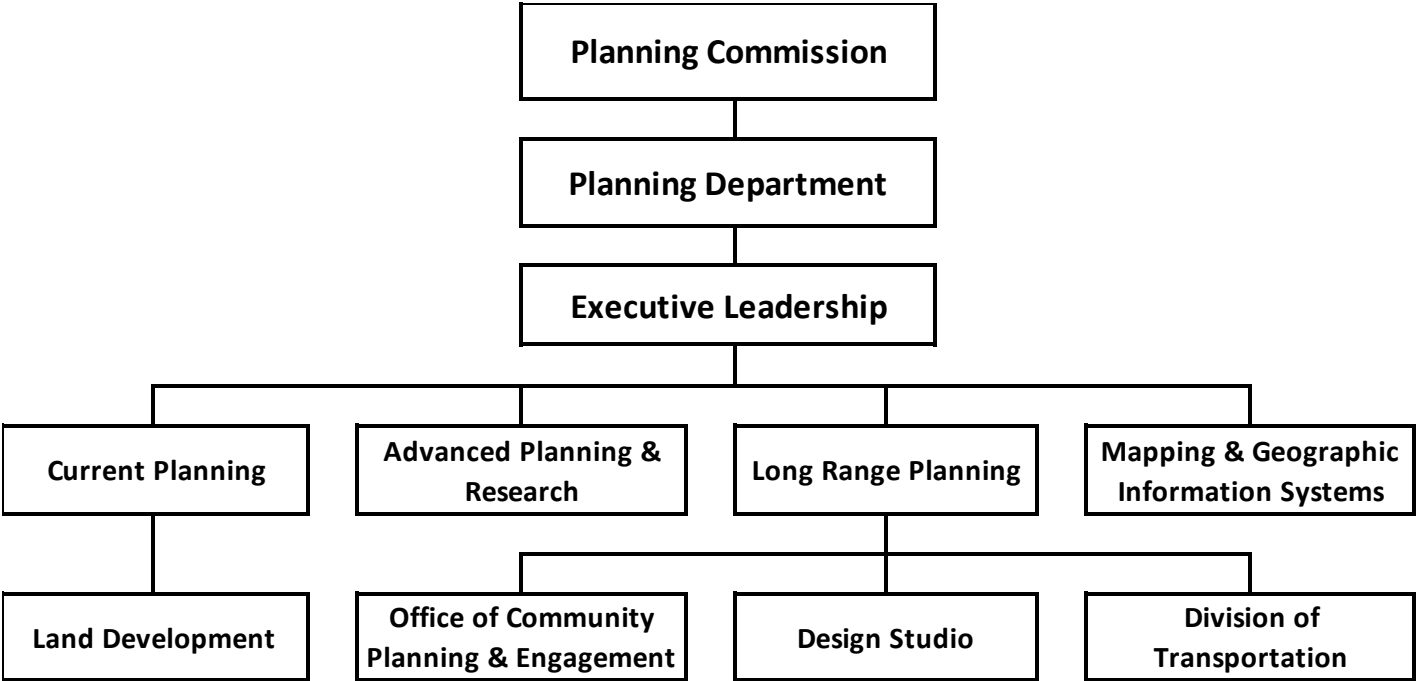 Planning Commission
Planning Department
Executive Leadership
Current Planning
Advanced Planning &
Research
Long Range Planning
Mapping & Geographic
Information Systems
Land Development
Office of Community
Planning & Engagement
Design Studio
Division of
Transportation